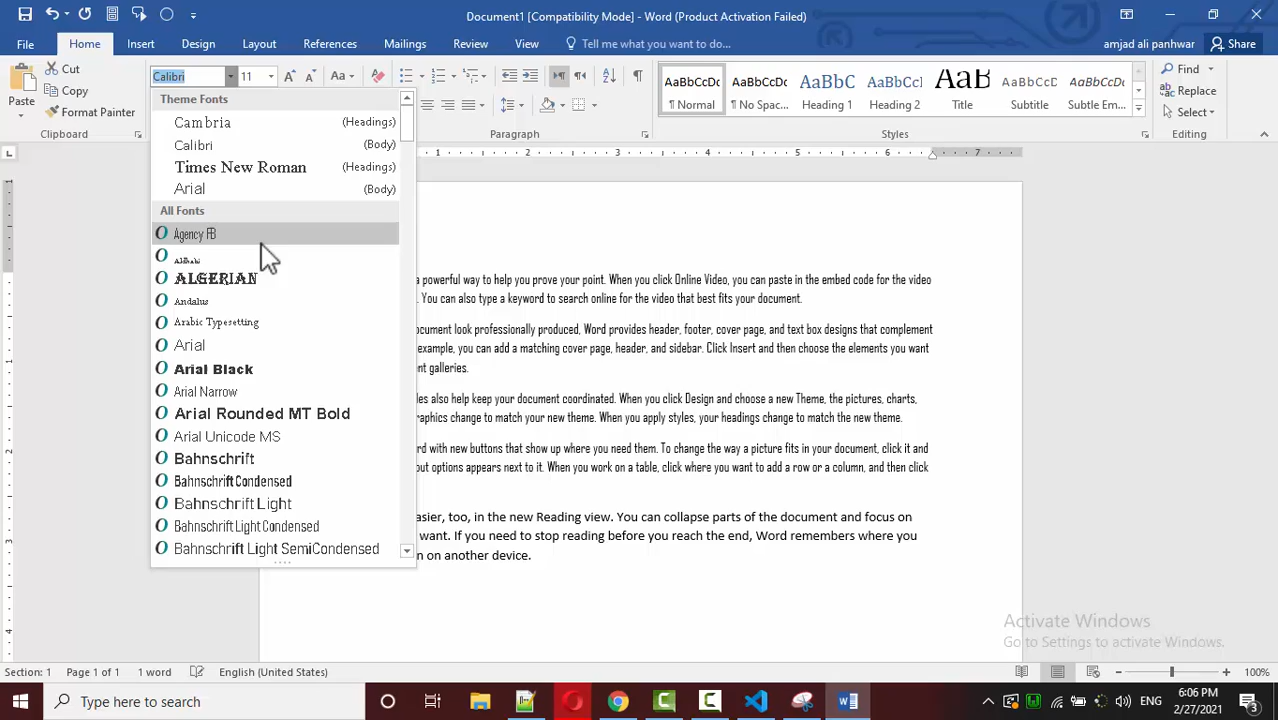 Document1 [Compatibility Mode] - Word (Product Activation Failed)
File Home Insert Design Layout References Mailings Review View Tell me what you want to do... amjad ali panhwar Share
Paste Cut Copy Format Painter Clipboard
Calibri 11 Aa
Paragraph
AaBbCcDc ¶ Normal AaBbCcDc ¶ No Spac... AaBbC Heading 1 AaBbCc Heading 2 AaB Title AaBbCcD Subtitle AaBbCcDc Subtle Em... Styles
Find Replace Select Editing
1 2 3 4 5 6 7
Theme Fonts
Cambria (Headings)
Calibri (Body)
Times New Roman (Headings)
Arial (Body)
All Fonts
Agency FB
ALGERIAN
Andalus
Arabic Typesetting
Arial
Arial Black
Arial Narrow
Arial Rounded MT Bold
Arial Unicode MS
Bahnschrift
Bahnschrift Condensed
Bahnschrift Light
Bahnschrift Light Condensed
Bahnschrift Light SemiCondensed
a powerful way to help you prove your point. When you click Online Video, you can paste in the embed code for the video
. You can also type a keyword to search online for the video that best fits your document.
ocument look professionally produced, Word provides header, footer, cover page, and text box designs that complement
example, you can add a matching cover page, header, and sidebar. Click Insert and then choose the elements you want
nt galleries.
les also help keep your Document coordinated. When you click Design and choose a new Theme, the pictures, charts,
raphics change to match your new theme. When you apply styles, your headings change to match the new theme.
rd with new buttons that show up where you need them. To change the way a picture fits in your document, click it and
out options appears next to it. When you work on a table, click where you want to add a row or a column, and then click
asier, too, in the new Reading view. You can collapse parts of the document and focus on
want. If you need to stop reading before you reach the end, Word remembers where you
n on another device.
Activate Windows
Go to Settings to activate Windows.
Section: 1 Page 1 of 1 1 word English (United States) 100%
Type here to search
ENG
6:06 PM
2/27/2021
3